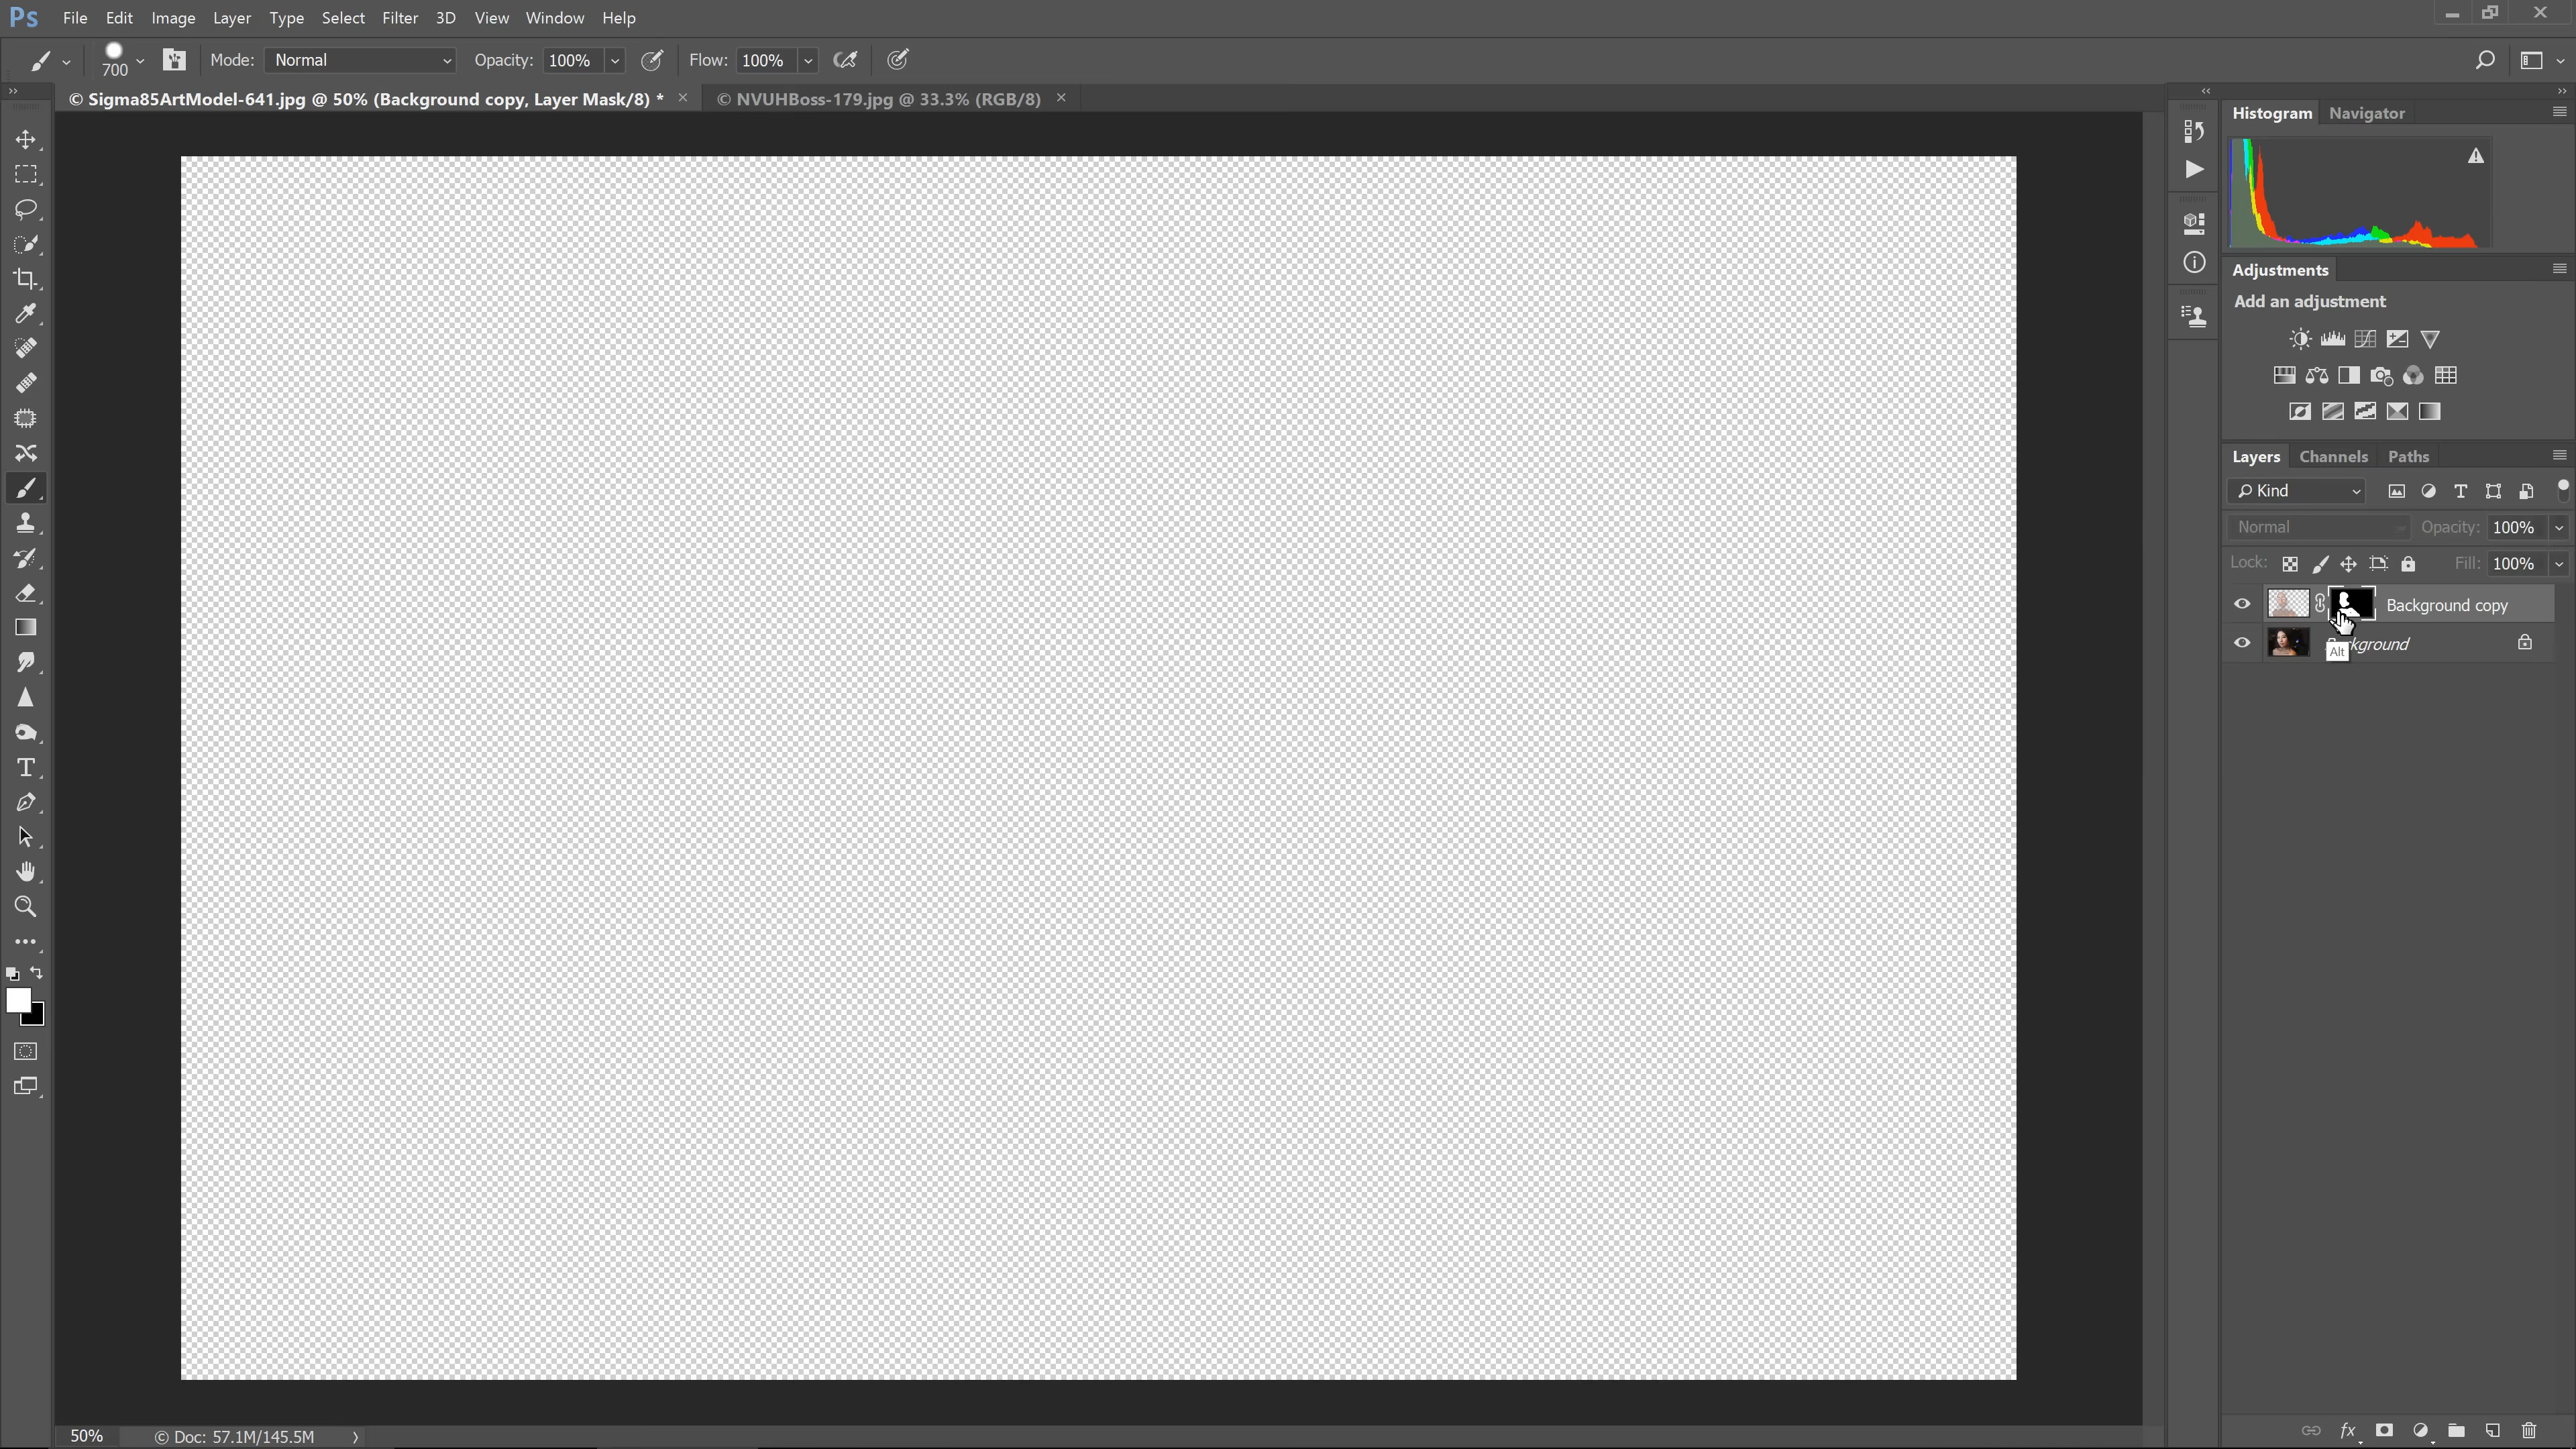 Ps File Edit Image Layer Type Select Filter 3D View Window Help
700 Mode: Normal Opacity: 100% Flow: 100%
© Sigma85ArtModel-641.jpg @ 50% (Background copy, Layer Mask/8) * × © NVUHBoss-179.jpg @ 33.3% (RGB/8) ×
Histogram Navigator
Adjustments
Add an adjustment
Layers Channels Paths
Kind
Normal Opacity: 100%
Lock: Fill: 100%
Background copy
kground
Alt
50% © Doc: 57.1M/145.5M